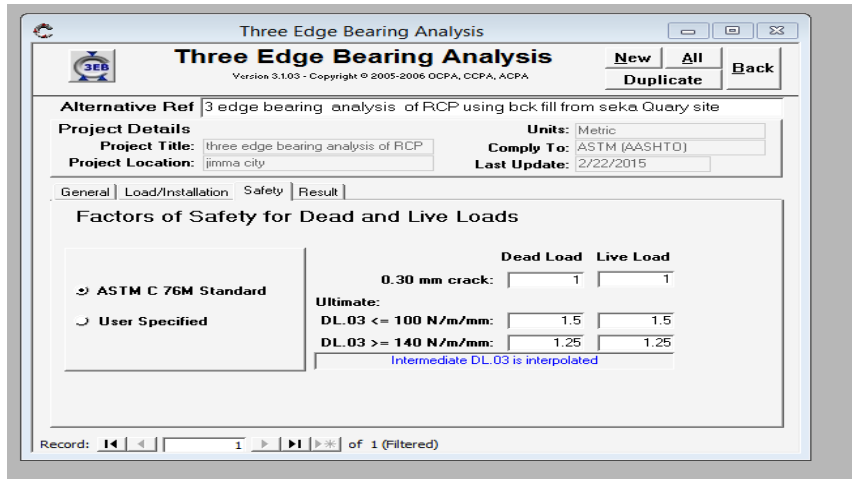 Three Edge Bearing Analysis
3EB
Three Edge Bearing Analysis
Version 3.1.03 - Copyright © 2005-2006 OCPA, CCPA, ACPA
New All
Duplicate
Back
Alternative Ref 3 edge bearing analysis of RCP using bck fill from seka Quary site
Project Details
Units: Metric
Project Title: three edge bearing analysis of RCP
Comply To: ASTM (AASHTO)
Project Location: jimma city
Last Update: 2/22/2015
General Load/Installation Safety Result
Factors of Safety for Dead and Live Loads
Dead Load Live Load
0.30 mm crack: 1 1
ASTM C 76M Standard
Ultimate:
User Specified
DL.03 <= 100 N/m/mm: 1.5 1.5
DL.03 >= 140 N/m/mm: 1.25 1.25
Intermediate DL.03 is interpolated
Record: 1 of 1 (Filtered)